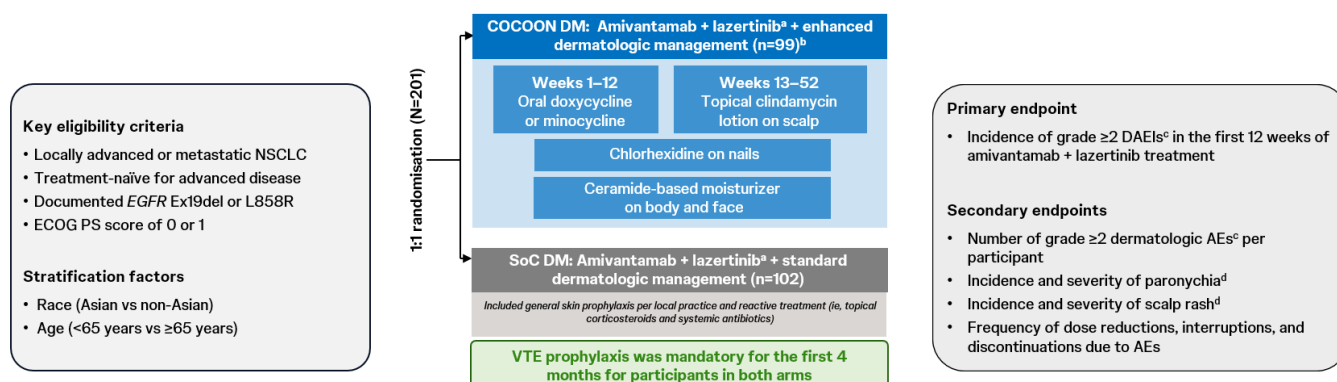 Key eligibility criteria
• Locally advanced or metastatic NSCLC
• Treatment-naïve for advanced disease
• Documented EGFR Ex19del or L858R
• ECOG PS score of 0 or 1
Stratification factors
• Race (Asian vs non-Asian)
• Age (<65 years vs ≥65 years)
1:1 randomisation (N=201)
COCOON DM: Amivantamab + lazertinibᵃ + enhanced
dermatologic management (n=99)ᵇ
Weeks 1–12
Oral doxycycline
or minocycline
Weeks 13–52
Topical clindamycin
lotion on scalp
Chlorhexidine on nails
Ceramide-based moisturizer
on body and face
SoC DM: Amivantamab + lazertinibᵃ + standard
dermatologic management (n=102)
Included general skin prophylaxis per local practice and reactive treatment (ie, topical
corticosteroids and systemic antibiotics)
VTE prophylaxis was mandatory for the first 4
months for participants in both arms
Primary endpoint
• Incidence of grade ≥2 DAEIsᶜ in the first 12 weeks of
amivantamab + lazertinib treatment
Secondary endpoints
• Number of grade ≥2 dermatologic AEsᶜ per
participant
• Incidence and severity of paronychiaᵈ
• Incidence and severity of scalp rashᵈ
• Frequency of dose reductions, interruptions, and
discontinuations due to AEs